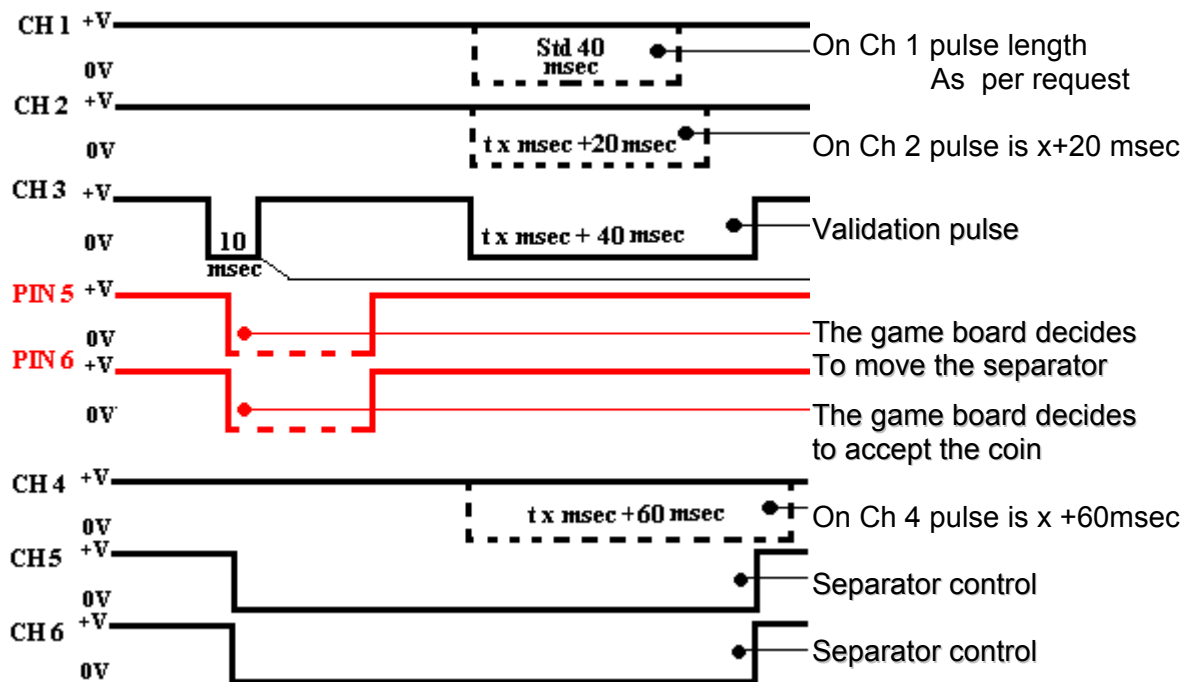 CH 1 +V
Std 40
msec
On Ch 1 pulse length
As per request
0V
CH 2 +V
t x msec +20 msec
On Ch 2 pulse is x+20 msec
0V
CH 3 +V
10
msec
t x msec + 40 msec
Validation pulse
0V
PIN 5 +V
0V
The game board decides
To move the separator
PIN 6 +V
0V
The game board decides
to accept the coin
CH 4 +V
t x msec +60 msec
On Ch 4 pulse is x +60msec
0V
CH 5 +V
0V
Separator control
CH 6 +V
0V
Separator control